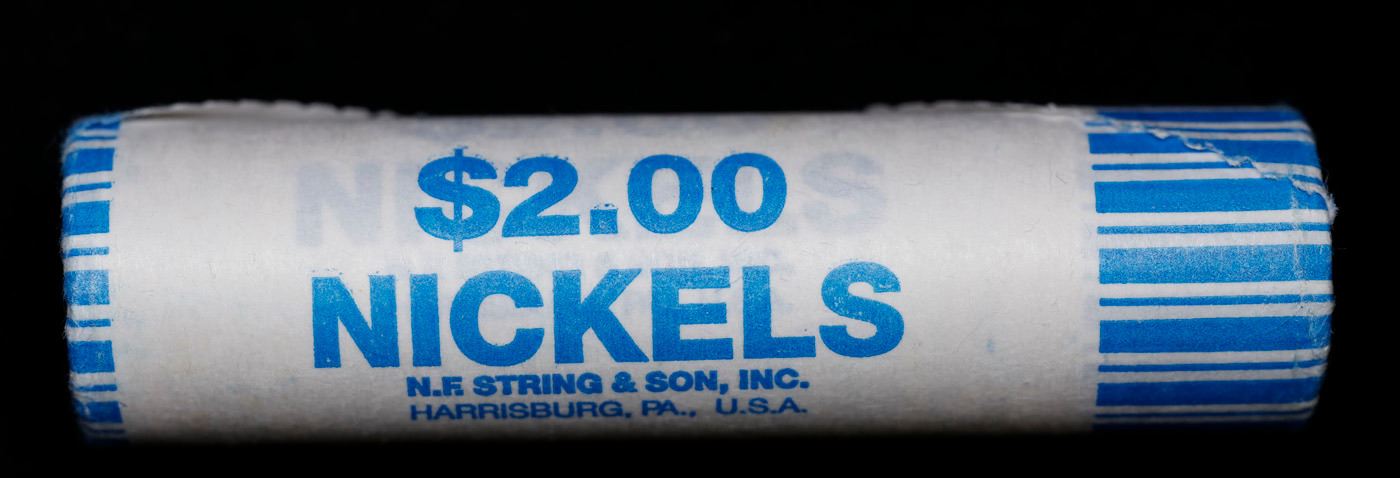 $2.00
NICKELS
N.F. STRING & SON, INC.
HARRISBURG, PA., U.S.A.